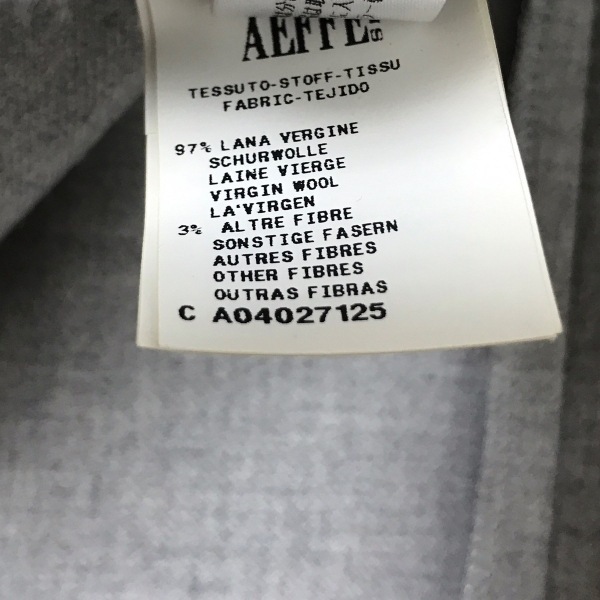 AEFFE
TESSUTO-STOFF-TISSU
FABRIC-TEJIDO
97% LANA VERGINE
SCHURWOLLE
LAINE VIERGE
VIRGIN WOOL
LA'VIRGEN
3% ALTRE FIBRE
SONSTIGE FASERN
AUTRES FIBRES
OTHER FIBRES
OUTRAS FIBRAS
C A04027125